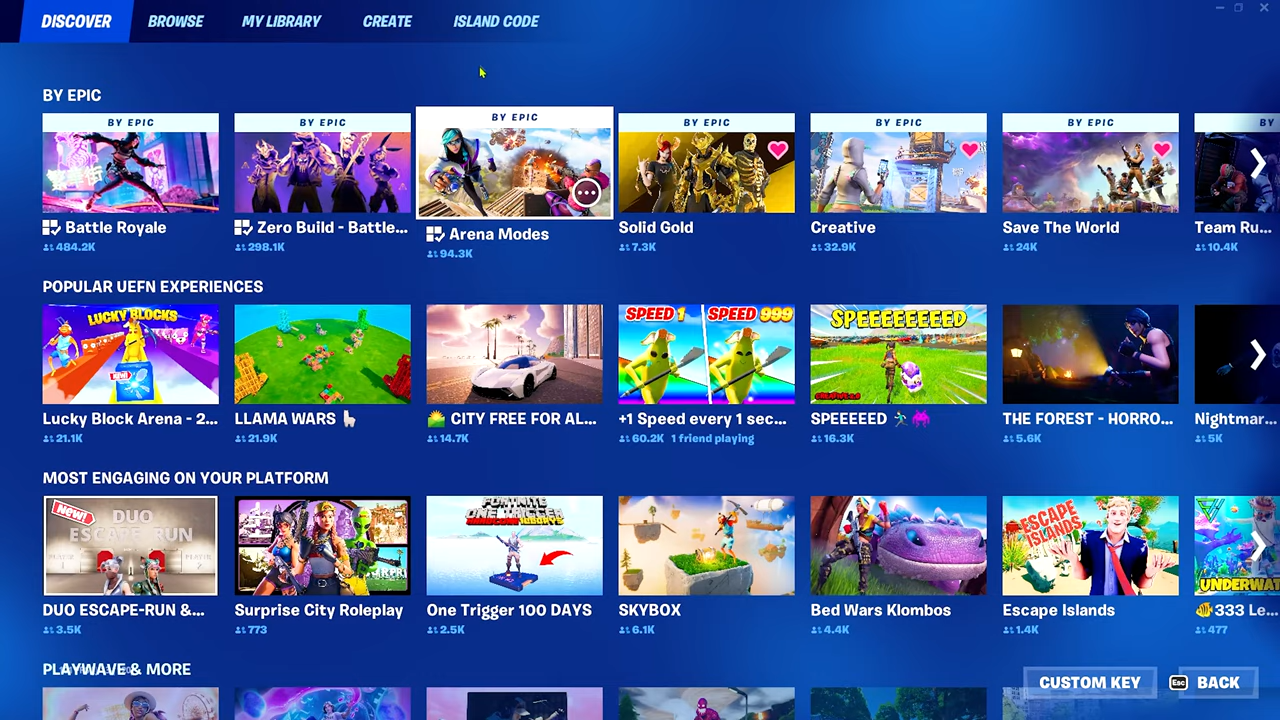 DISCOVER
BROWSE
MY LIBRARY
CREATE
ISLAND CODE
BY EPIC
BY EPIC
BY EPIC
BY EPIC
BY EPIC
BY EPIC
BY EPIC
BY
繁華街
Battle Royale
Zero Build - Battle...
Arena Modes
Solid Gold
Creative
Save The World
Team Ru...
484.2K
298.1K
94.3K
7.3K
32.9K
24K
10.4K
POPULAR UEFN EXPERIENCES
LUCKY BLOCKS
NEW!
SPEED 1
SPEED 999
SPEEEEEEEED
Lucky Block Arena - 2...
LLAMA WARS 🦙
🌅 CITY FREE FOR AL...
+1 Speed every 1 sec...
SPEEEEED 🏃 👾
THE FOREST - HORRO...
Nightmar...
21.1K
21.9K
14.7K
60.2K 1 friend playing
16.3K
5.6K
5K
MOST ENGAGING ON YOUR PLATFORM
New!
DUO
ESCAPE-RUN
FORTNITE
ONE TRIGGER
ESCAPE
ISLANDS
UNDERWAT
DUO ESCAPE-RUN &...
Surprise City Roleplay
One Trigger 100 DAYS
SKYBOX
Bed Wars Klombos
Escape Islands
🐠333 Le...
3.5K
773
2.5K
6.1K
4.4K
1.4K
477
PLAYWAVE & MORE
CUSTOM KEY
Esc
BACK